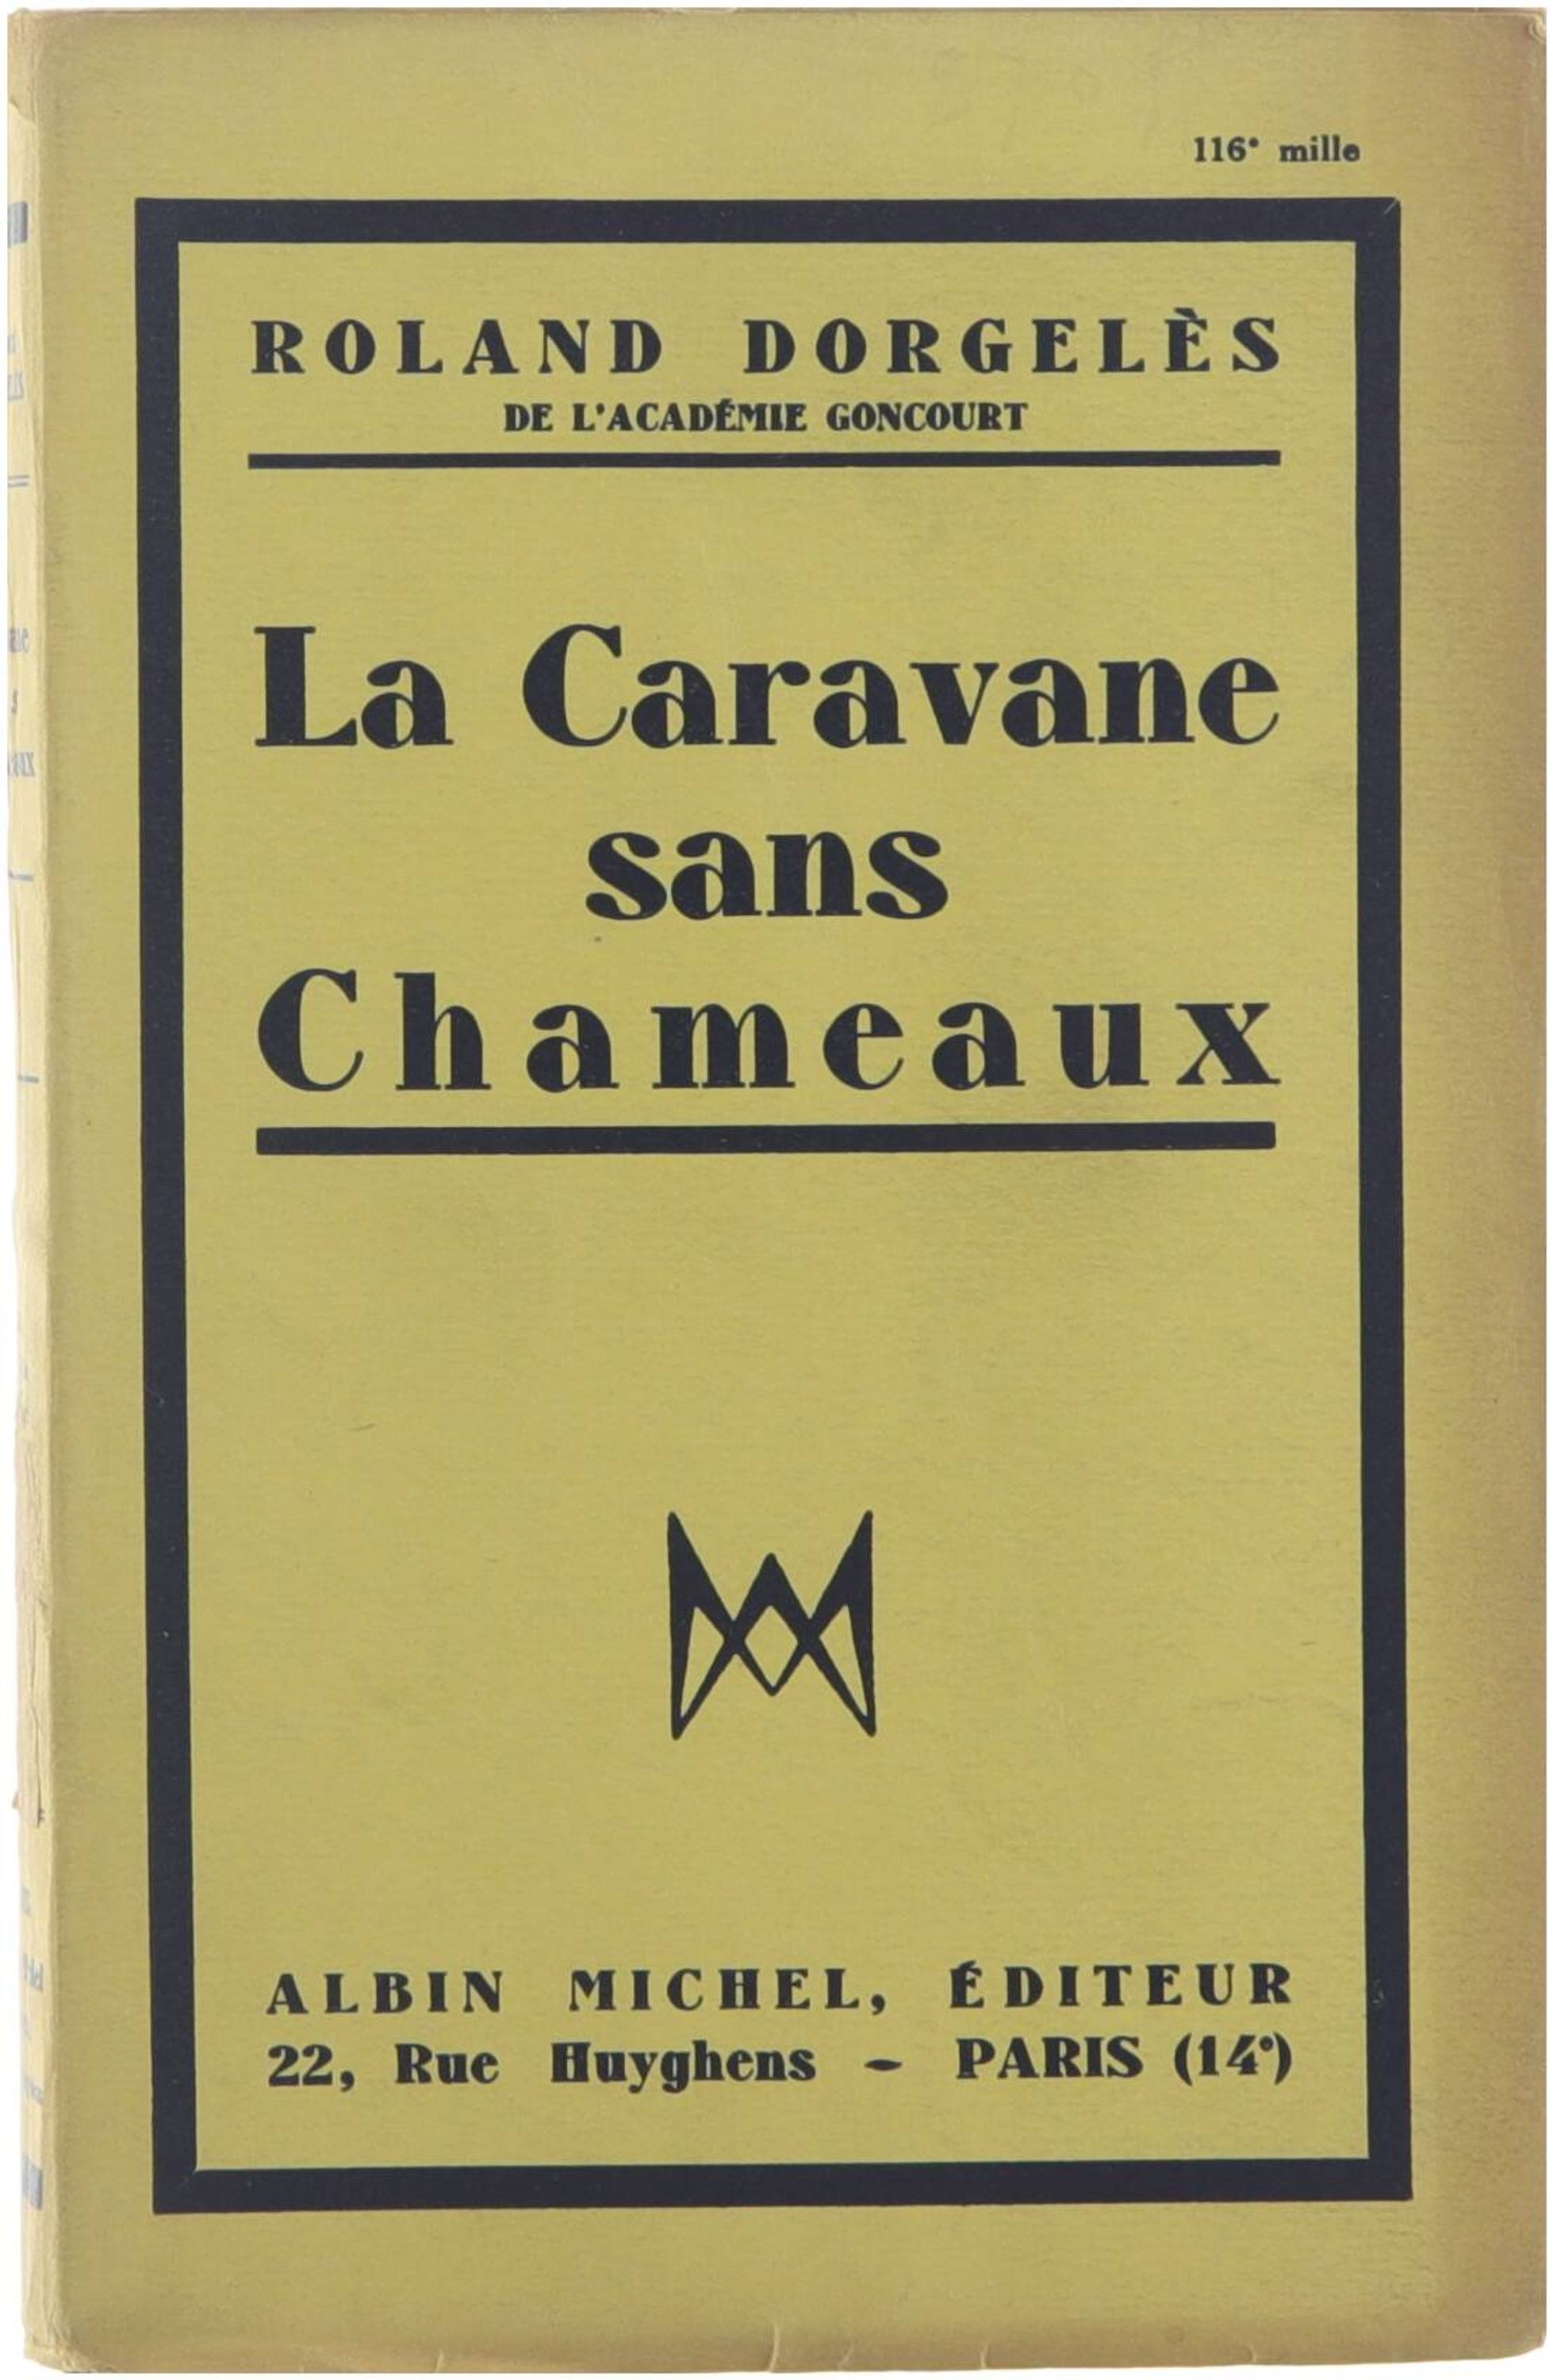 116e mille
ROLAND DORGELÈS
DE L'ACADÉMIE GONCOURT
La Caravane
sans
Chameaux
ALBIN MICHEL, ÉDITEUR
22, Rue Huyghens - PARIS (14e)